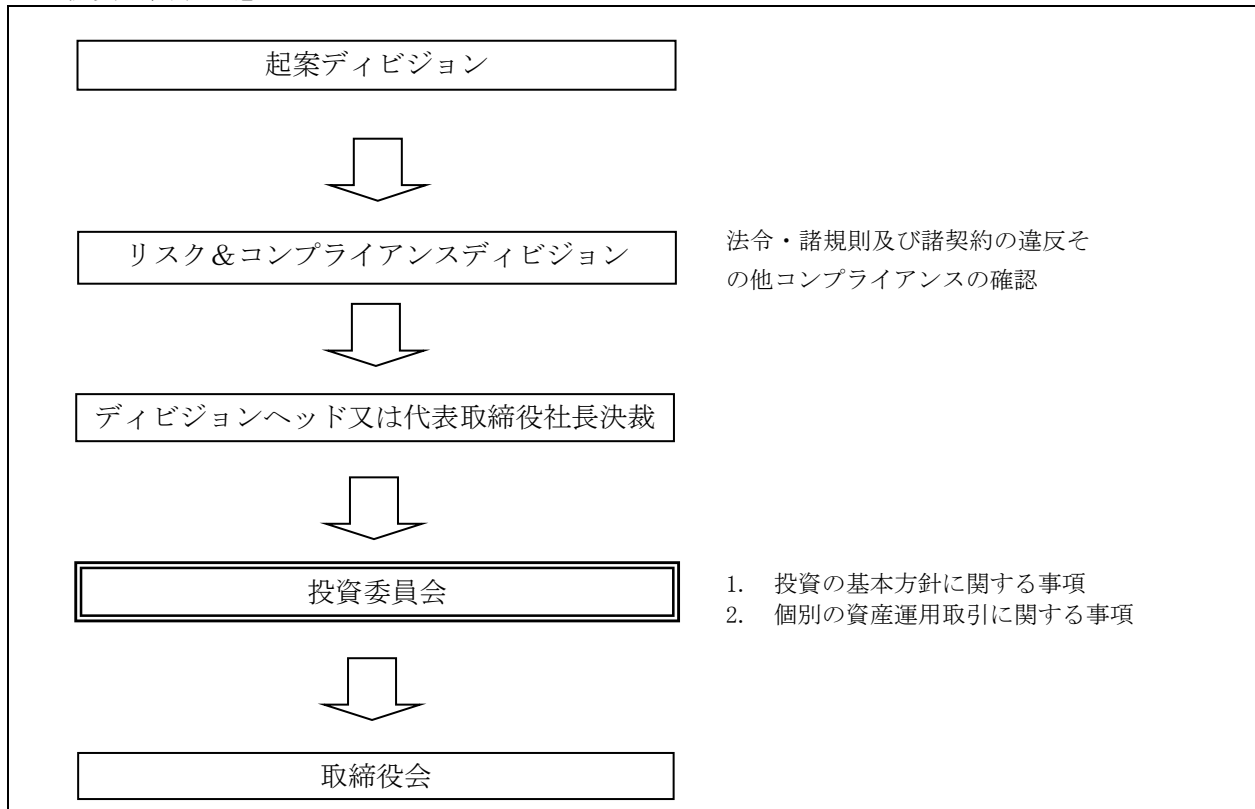 起案ディビジョン
リスク＆コンプライアンスディビジョン
法令・諸規則及び諸契約の違反そ
の他コンプライアンスの確認
ディビジョンヘッド又は代表取締役社長決裁
投資委員会
1. 投資の基本方針に関する事項
2. 個別の資産運用取引に関する事項
取締役会